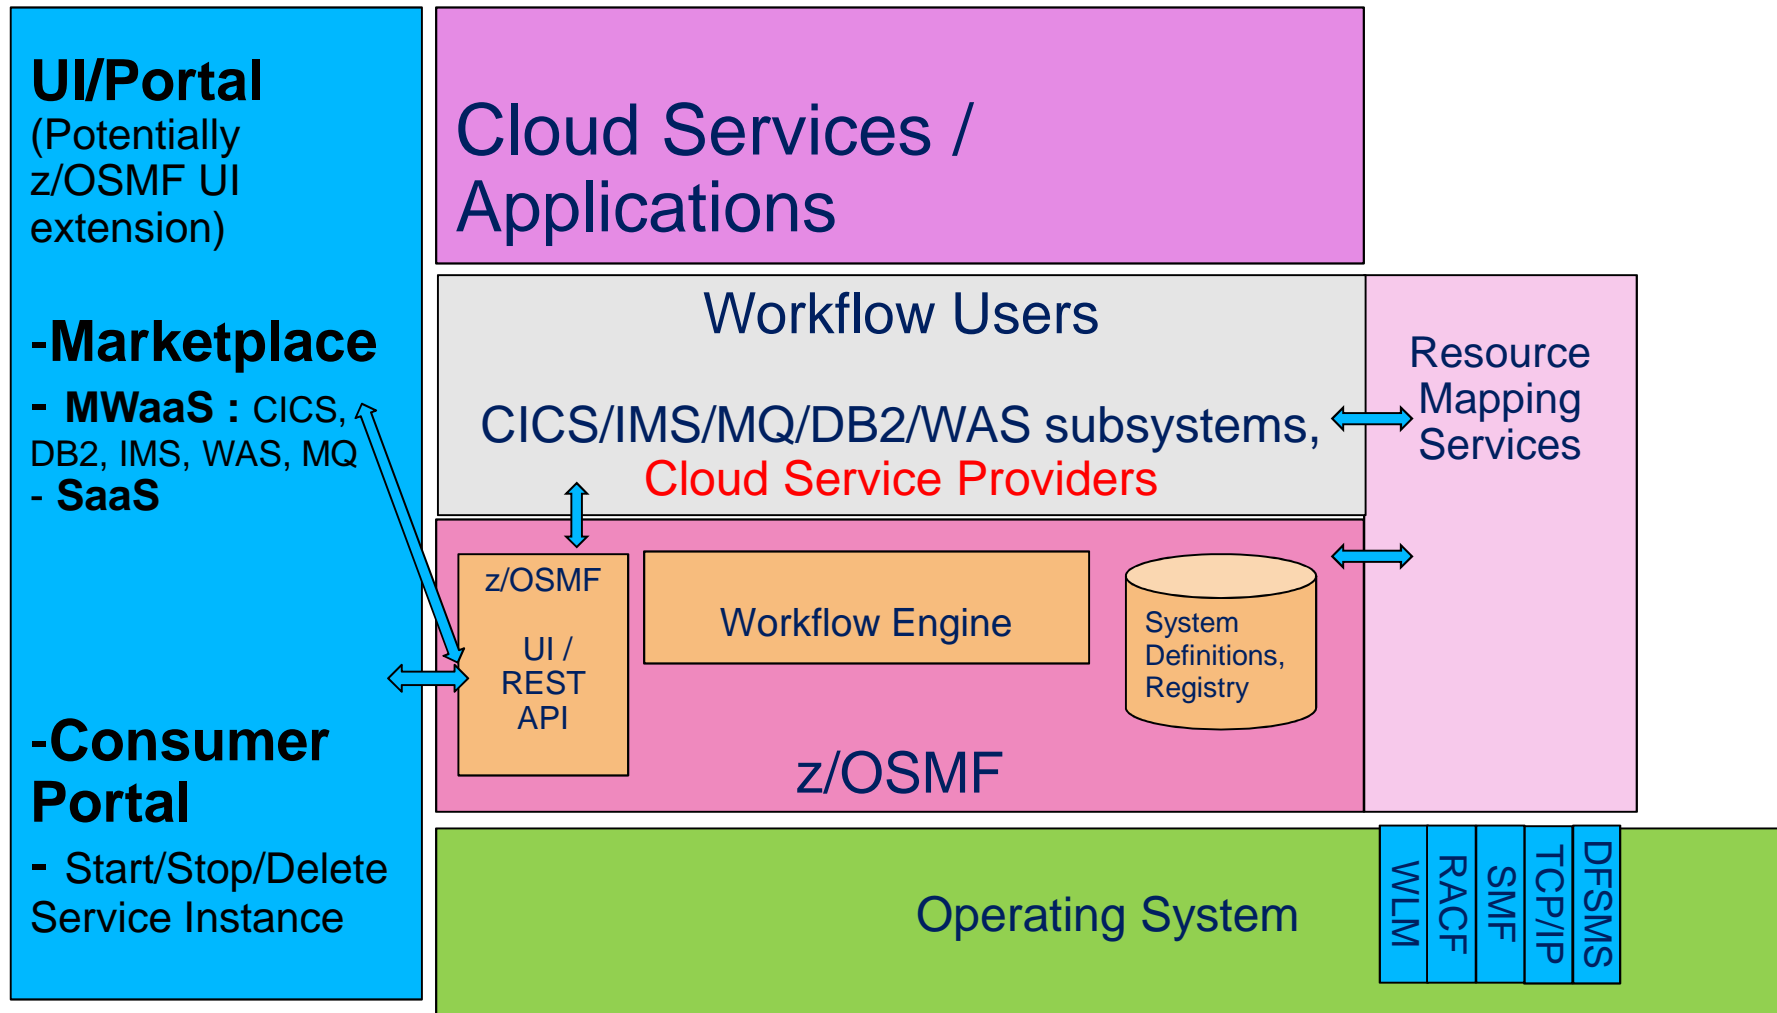 UI/Portal
(Potentially
z/OSMF UI
extension)
-Marketplace
- MWaaS : CICS,
DB2, IMS, WAS, MQ
- SaaS
-Consumer
Portal
- Start/Stop/Delete
Service Instance
Cloud Services /
Applications
Workflow Users
CICS/IMS/MQ/DB2/WAS subsystems,
Cloud Service Providers
Resource
Mapping
Services
z/OSMF
UI /
REST
API
Workflow Engine
System
Definitions,
Registry
z/OSMF
Operating System
WLM
RACF
SMF
TCP/IP
DFSMS